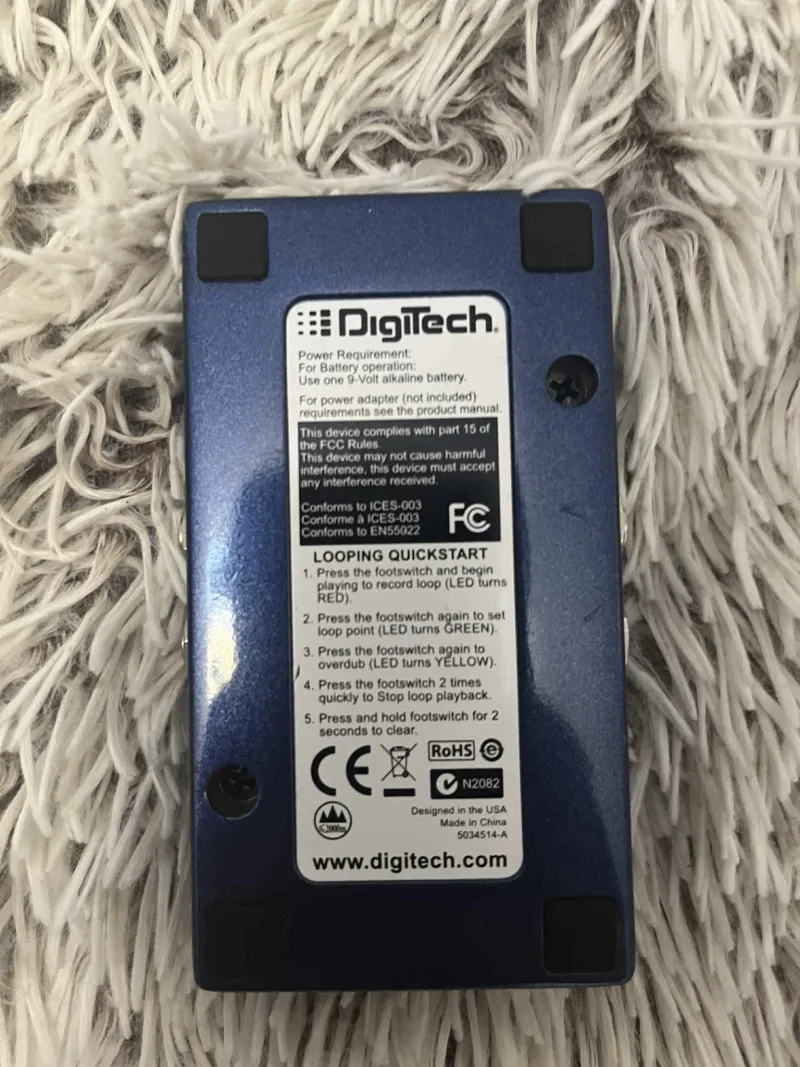 DigiTech®
Power Requirement:
For Battery operation:
Use one 9-Volt alkaline battery.
For power adapter (not included)
requirements see the product manual.
This device complies with part 15 of
the FCC Rules.
This device may not cause harmful
interference, this device must accept
any interference received.
Conforms to ICES-003
Conforme à ICES-003
Conforms to EN55022
FC
LOOPING QUICKSTART
1. Press the footswitch and begin
playing to record loop (LED turns
RED).
2. Press the footswitch again to set
loop point (LED turns GREEN).
3. Press the footswitch again to
overdub (LED turns YELLOW).
4. Press the footswitch 2 times
quickly to Stop loop playback.
5. Press and hold footswitch for 2
seconds to clear.
CE
RoHS e
N2082
≤2000m
Designed in the USA
Made in China
5034514-A
www.digitech.com